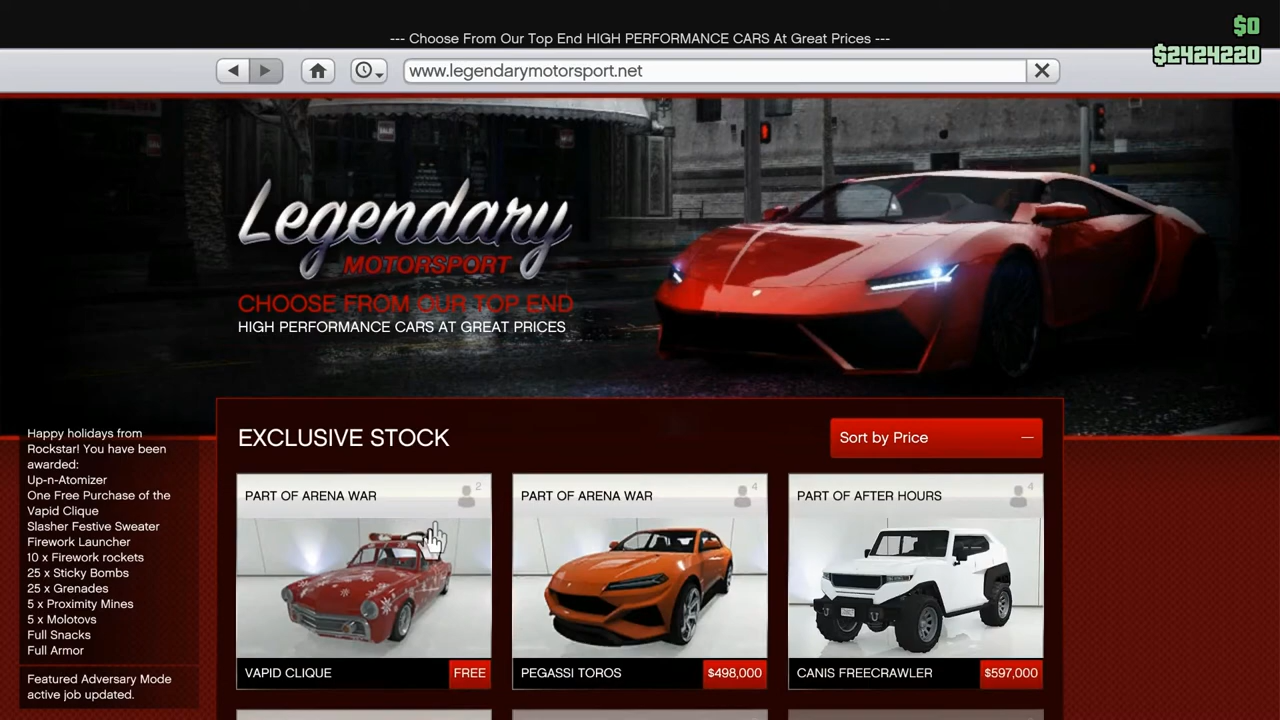 --- Choose From Our Top End HIGH PERFORMANCE CARS At Great Prices ---
$0
$2424220
www.legendarymotorsport.net
SALE!
Legendary
MOTORSPORT
CHOOSE FROM OUR TOP END
HIGH PERFORMANCE CARS AT GREAT PRICES
Happy holidays from
Rockstar! You have been
awarded:
Up-n-Atomizer
One Free Purchase of the
Vapid Clique
Slasher Festive Sweater
Firework Launcher
10 x Firework rockets
25 x Sticky Bombs
25 x Grenades
5 x Proximity Mines
5 x Molotovs
Full Snacks
Full Armor
Featured Adversary Mode
active job updated.
EXCLUSIVE STOCK
Sort by Price
PART OF ARENA WAR
2
VAPID CLIQUE
FREE
PART OF ARENA WAR
4
PEGASSI TOROS
$498,000
PART OF AFTER HOURS
4
CANIS FREECRAWLER
$597,000